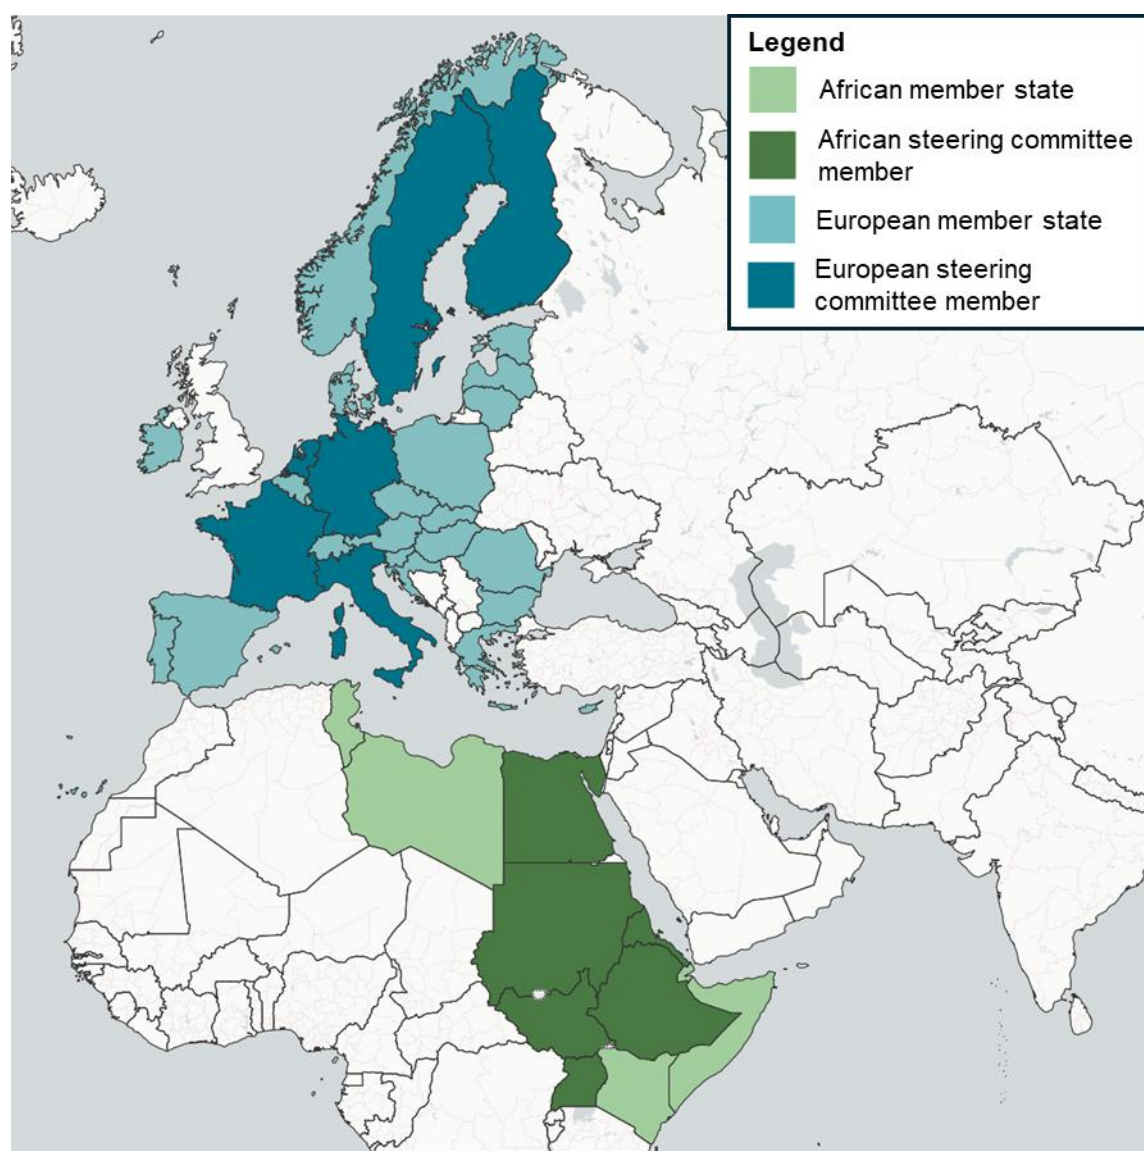 Legend
African member state
African steering committee
member
European member state
European steering
committee member